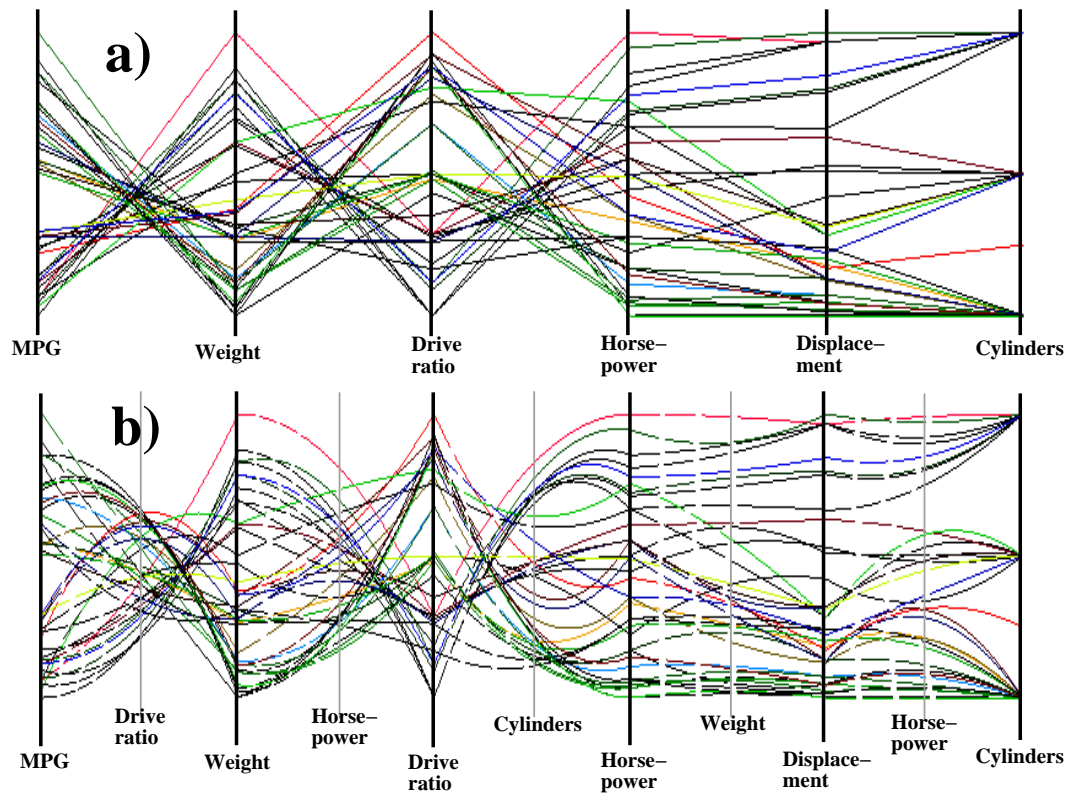 a)
MPG
Weight
Drive
ratio
Horse–
power
Displace–
ment
Cylinders
b)
Drive
ratio
Horse–
power
Cylinders
Weight
Horse–
power
MPG
Weight
Drive
ratio
Horse–
power
Displace–
ment
Cylinders